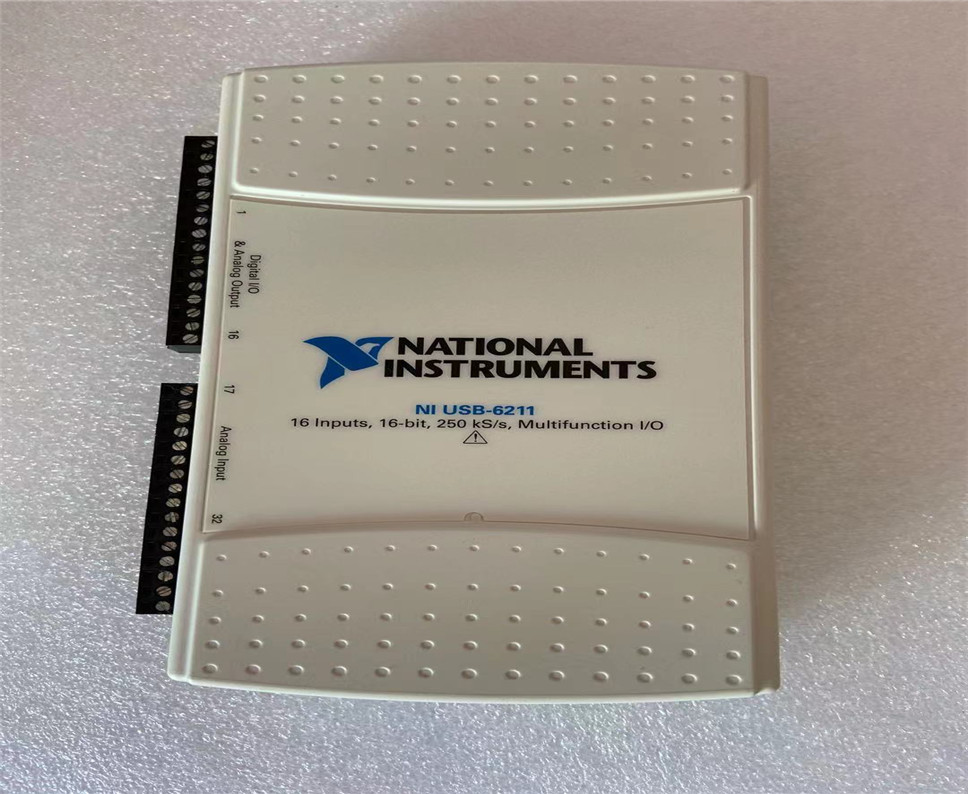 NATIONAL
INSTRUMENTS
NI USB-6211
16 Inputs, 16-bit, 250 kS/s, Multifunction I/O
1
Digital I/O
& Analog Output
16
17
Analog Input
32